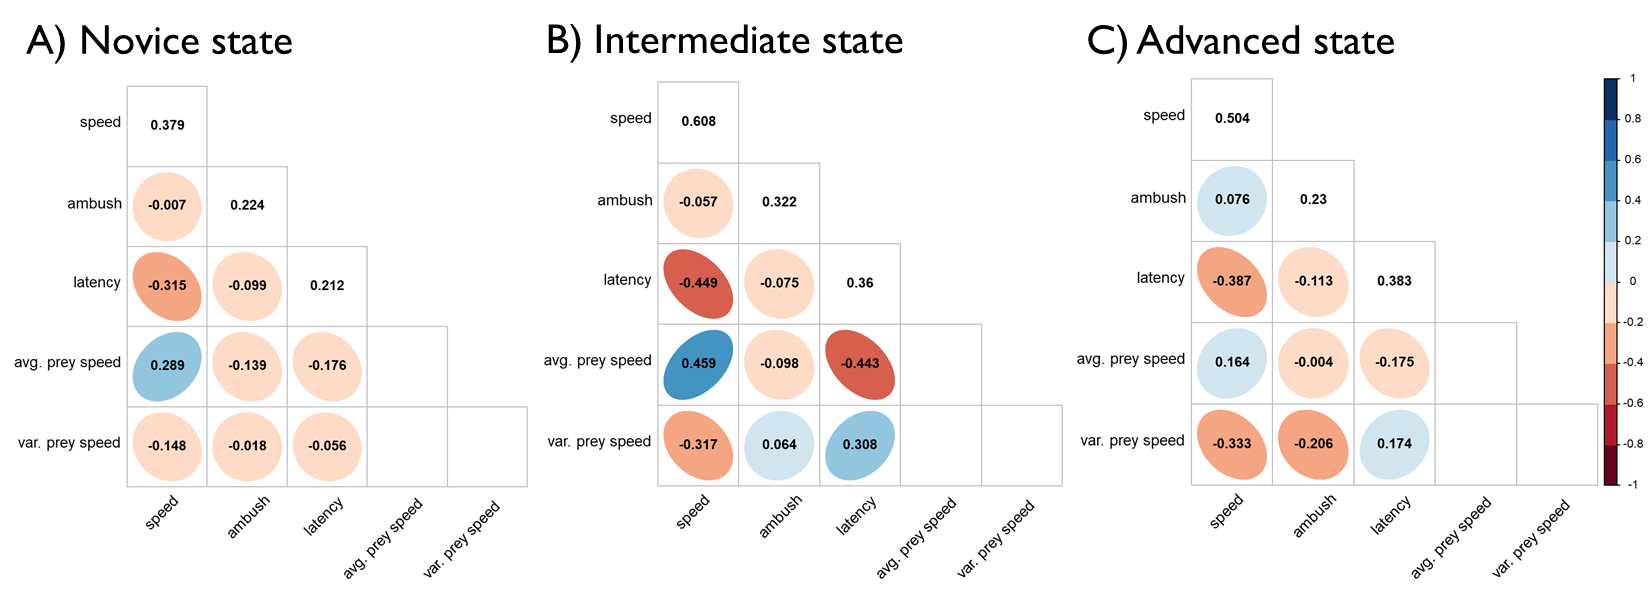 A) Novice state
speed
0.379
ambush
-0.007
0.224
latency
-0.315
-0.099
0.212
avg. prey speed
0.289
-0.139
-0.176
var. prey speed
-0.148
-0.018
-0.056
speed
ambush
latency
avg. prey speed
var. prey speed
B) Intermediate state
speed
0.608
ambush
-0.057
0.322
latency
-0.449
-0.075
0.36
avg. prey speed
0.459
-0.098
-0.443
var. prey speed
-0.317
0.064
0.308
speed
ambush
latency
avg. prey speed
var. prey speed
C) Advanced state
speed
0.504
ambush
0.076
0.23
latency
-0.387
-0.113
0.383
avg. prey speed
0.164
-0.004
-0.175
var. prey speed
-0.333
-0.206
0.174
speed
ambush
latency
avg. prey speed
var. prey speed
1
0.8
0.6
0.4
0.2
0
-0.2
-0.4
-0.6
-0.8
-1